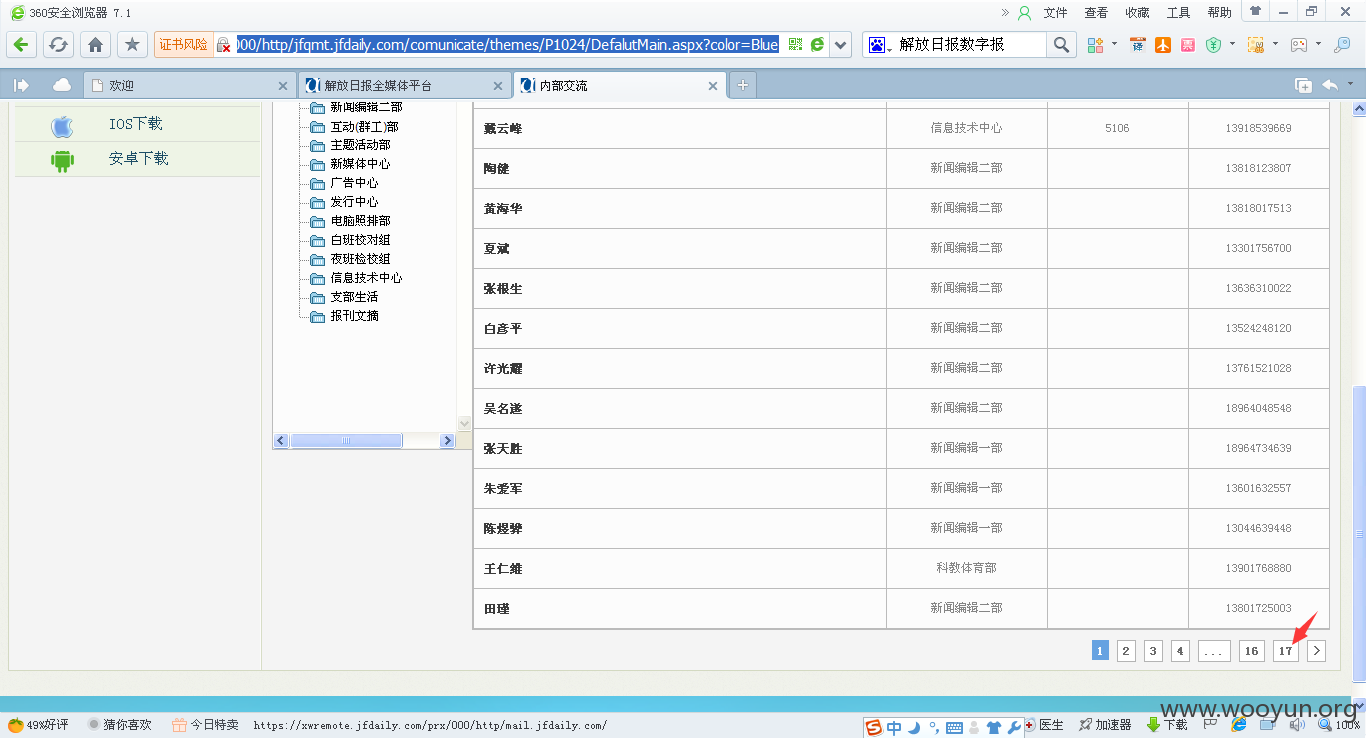 360安全浏览器 7.1
文件 查看 收藏 工具 帮助
证书风险 000/http/jfqmt.jfdaily.com/comunicate/themes/P1024/DefalutMain.aspx?color=Blue 解放日报数字报
译 票
欢迎 解放日报全媒体平台 内部交流
IOS下载
安卓下载
新闻编辑二部
互动(群工)部
主题活动部
新媒体中心
广告中心
发行中心
电脑照排部
白班校对组
夜班检校组
信息技术中心
支部生活
报刊文摘
戴云峰 信息技术中心 5106 13918539669
陶健 新闻编辑二部 13818123807
黄海华 新闻编辑二部 13818017513
夏斌 新闻编辑二部 13301756700
张根生 新闻编辑二部 13636310022
白彦平 新闻编辑二部 13524248120
许光耀 新闻编辑二部 13761521028
吴名遂 新闻编辑二部 18964048548
张天胜 新闻编辑一部 18964734639
朱爱军 新闻编辑一部 13601632557
陈煜骅 新闻编辑一部 13044639448
王仁维 科教体育部 13901768880
田瑾 新闻编辑二部 13801725003
1 2 3 4 ... 16 17 >
www.wooyun.org
49%好评 猜你喜欢 今日特卖 https://xwremote.jfdaily.com/prx/000/http/mail.jfdaily.com/ 中 医生 加速器 下载 100%